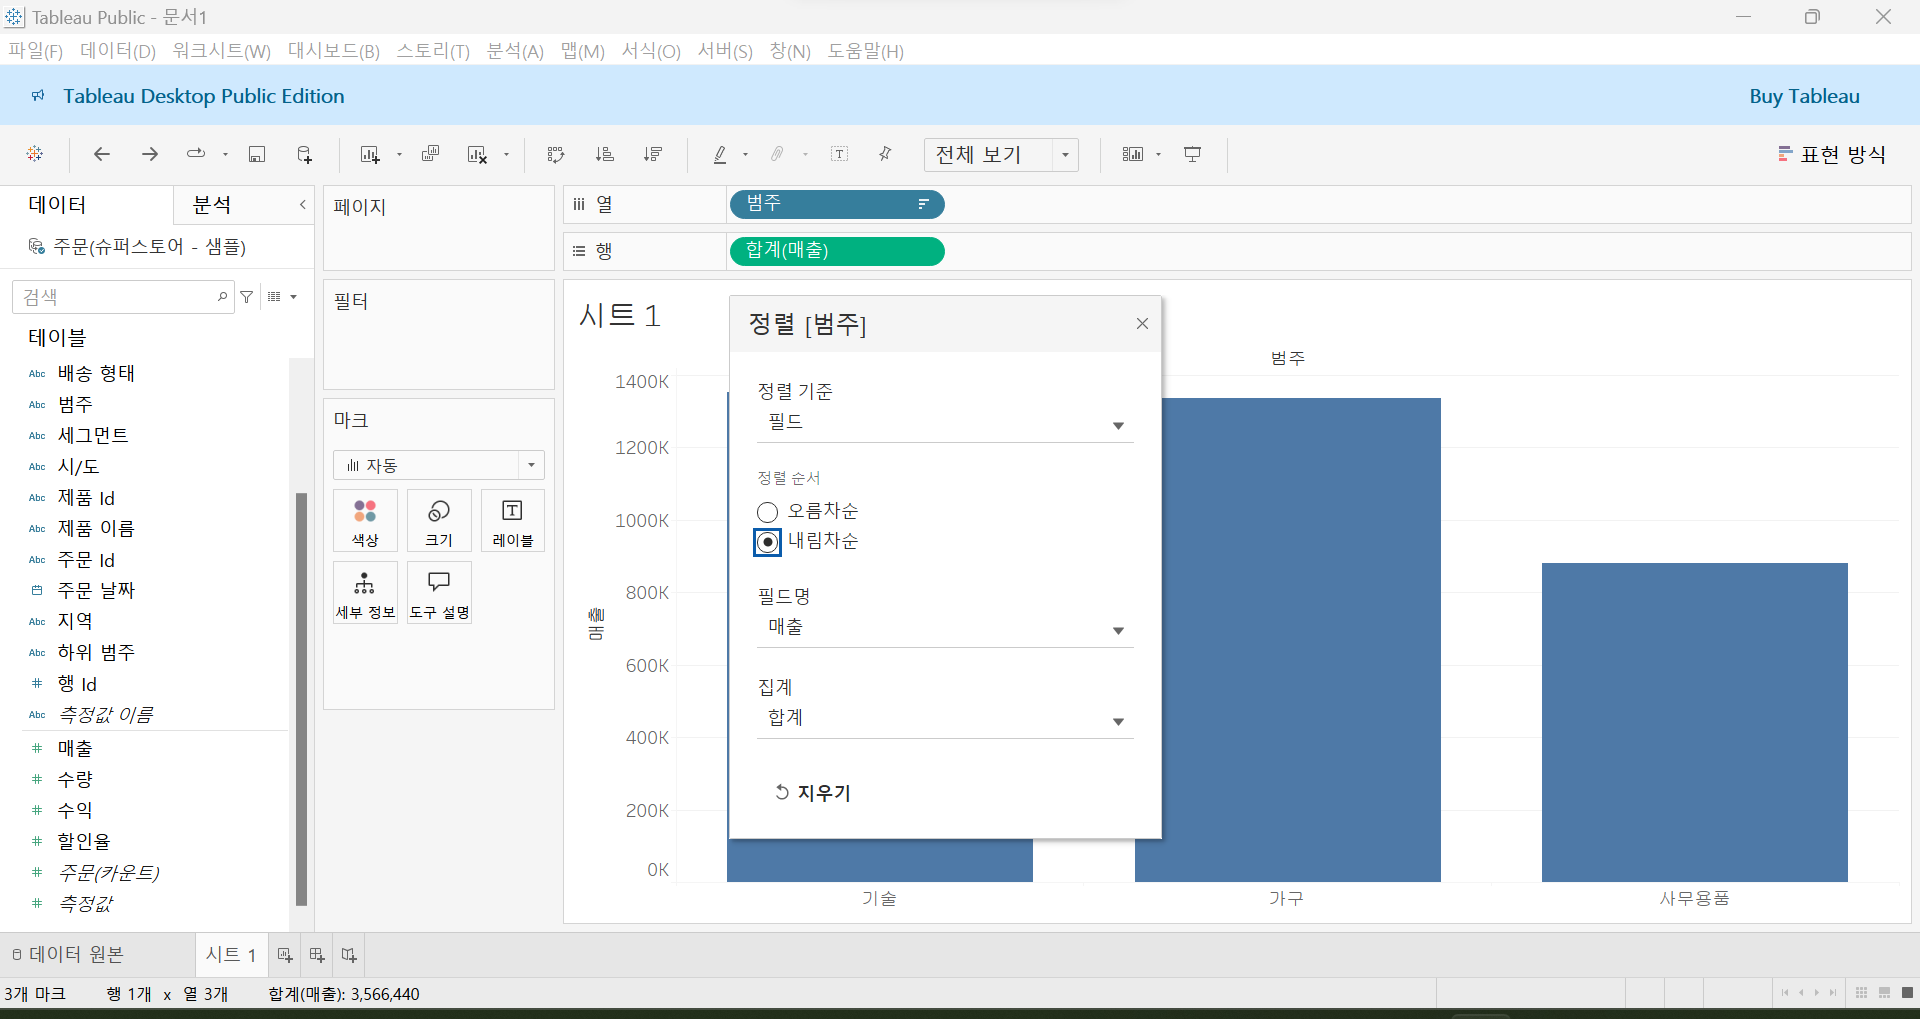 Tableau Public - 문서1
파일(F) 데이터(D) 워크시트(W) 대시보드(B) 스토리(T) 분석(A) 맵(M) 서식(O) 서버(S) 창(N) 도움말(H)
Tableau Desktop Public Edition
Buy Tableau
전체 보기
표현 방식
데이터
분석
주문(슈퍼스토어 - 샘플)
검색
테이블
Abc 배송 형태
Abc 범주
Abc 세그먼트
Abc 시/도
Abc 제품 Id
Abc 제품 이름
Abc 주문 Id
주문 날짜
Abc 지역
Abc 하위 범주
# 행 Id
Abc 측정값 이름
# 매출
# 수량
# 수익
# 할인율
# 주문(카운트)
# 측정값
페이지
필터
마크
자동
색상
크기
레이블
세부 정보
도구 설명
열
범주
행
합계(매출)
시트 1
정렬 [범주]
정렬 기준
필드
정렬 순서
오름차순
내림차순
필드명
매출
집계
합계
지우기
범주
매출
1400K
1200K
1000K
800K
600K
400K
200K
0K
기술
가구
사무용품
데이터 원본
시트 1
3개 마크
행 1개 x 열 3개
합계(매출): 3,566,440